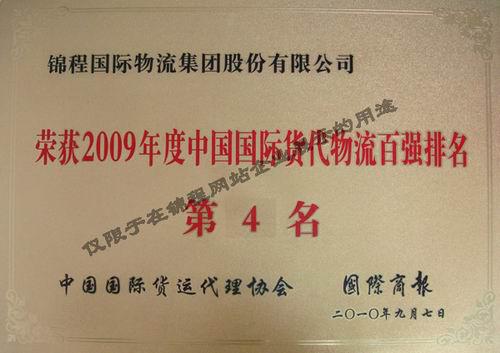 锦程国际物流集团股份有限公司
荣获2009年度中国国际货代物流百强排名
第 4 名
仅限于在锦程网站企业展示的用途
中国国际货运代理协会 國際商報
二〇一〇年九月七日